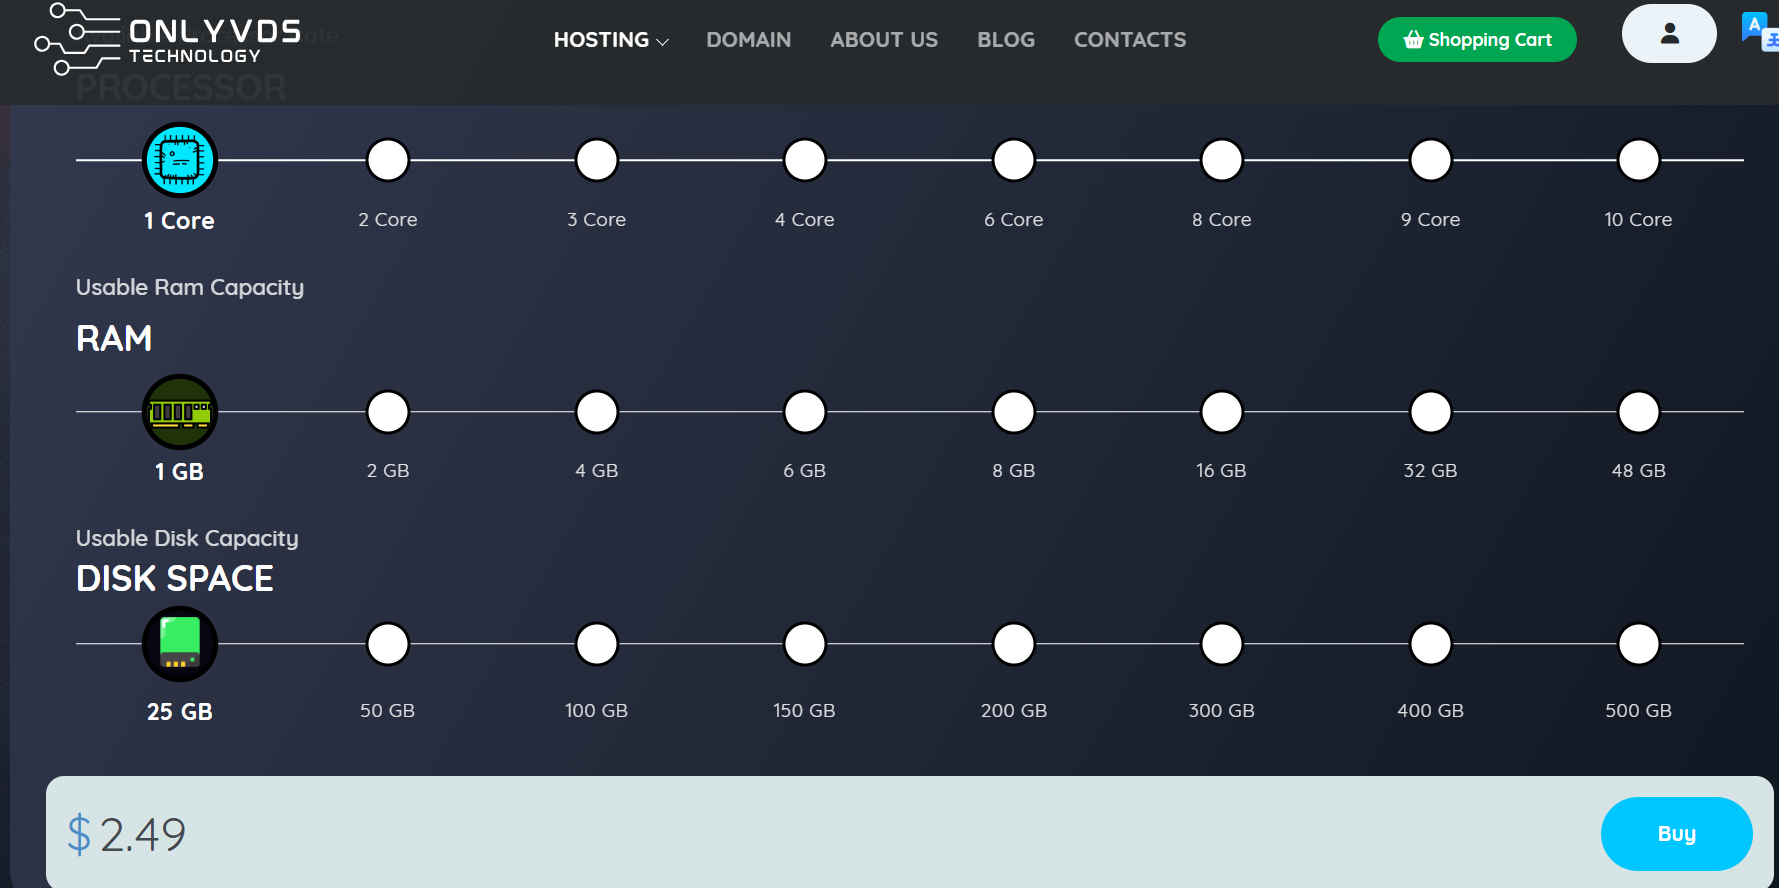 ONLYVDS
TECHNOLOGY
HOSTING
DOMAIN
ABOUT US
BLOG
CONTACTS
Shopping Cart
A
PROCESSOR
1 Core
2 Core
3 Core
4 Core
6 Core
8 Core
9 Core
10 Core
Usable Ram Capacity
RAM
1 GB
2 GB
4 GB
6 GB
8 GB
16 GB
32 GB
48 GB
Usable Disk Capacity
DISK SPACE
25 GB
50 GB
100 GB
150 GB
200 GB
300 GB
400 GB
500 GB
$ 2.49
Buy